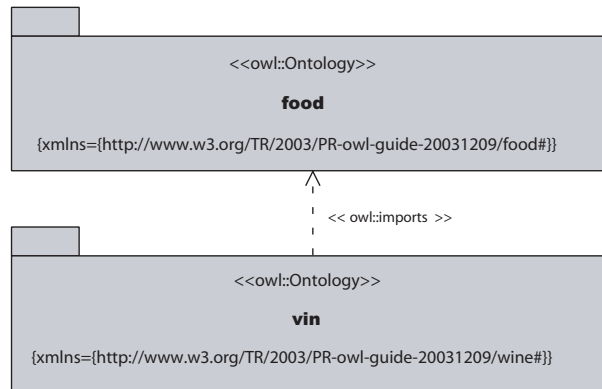 <<owl::Ontology>>
food
{xmlns={http://www.w3.org/TR/2003/PR-owl-guide-20031209/food#}}
<< owl::imports >>
<<owl::Ontology>>
vin
{xmlns={http://www.w3.org/TR/2003/PR-owl-guide-20031209/wine#}}